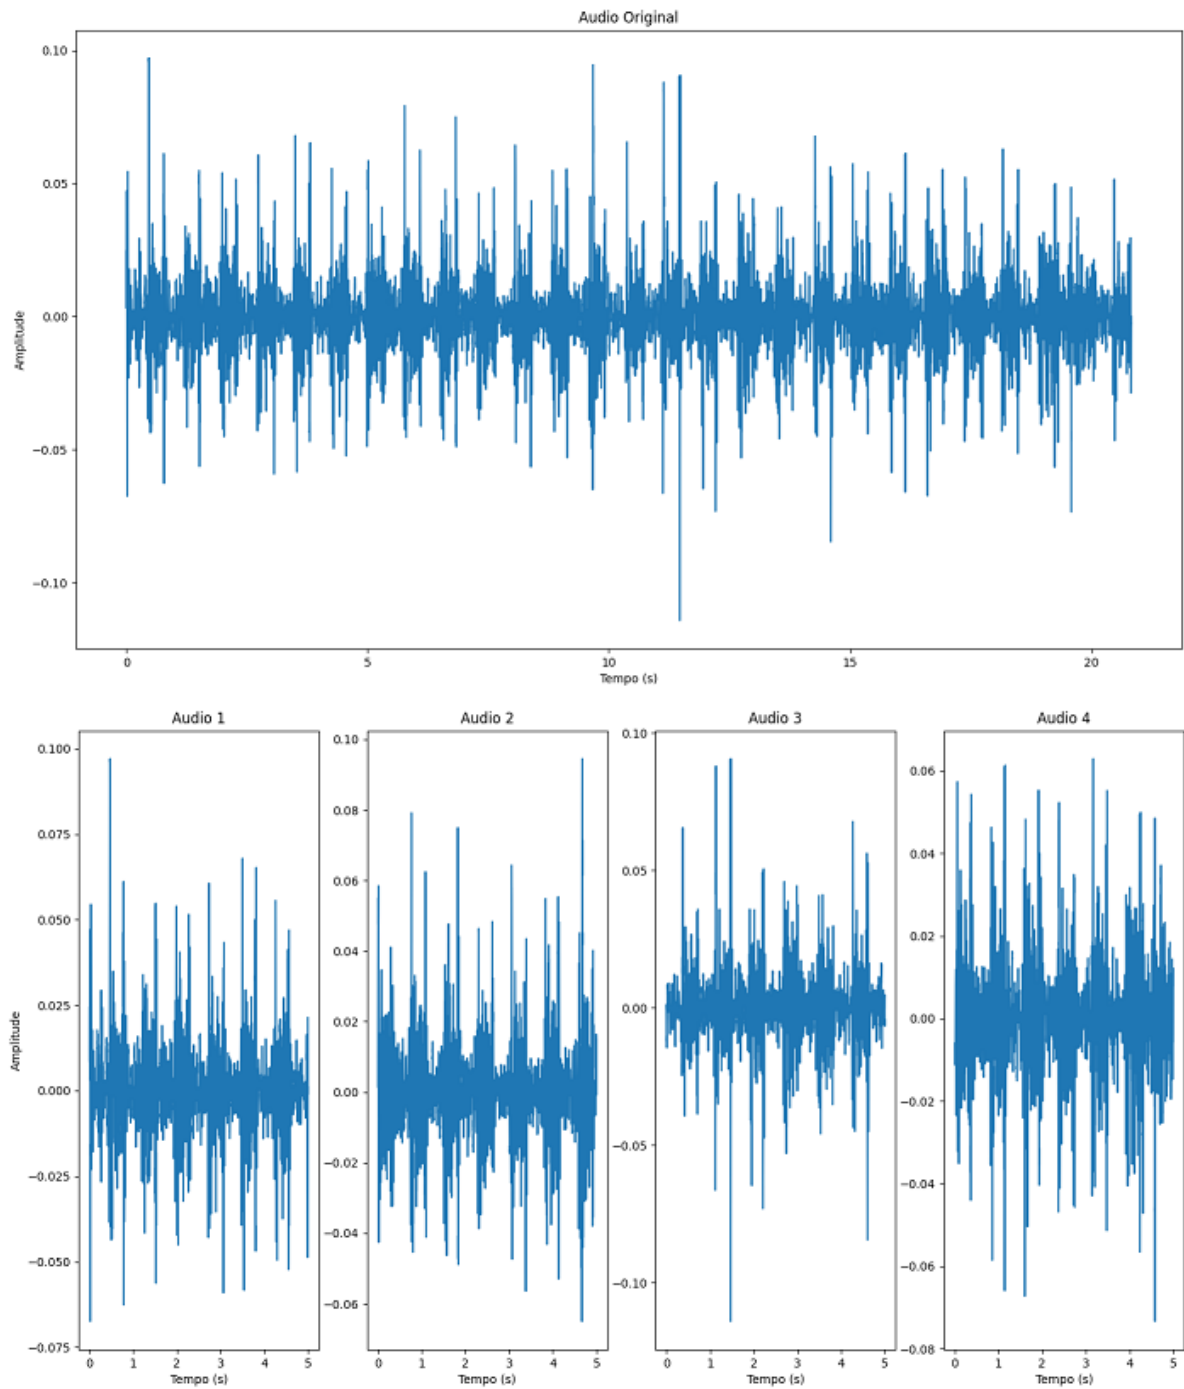 Audio Original
0.10
0.05
0.00
−0.05
−0.10
Amplitude
0 5 10 15 20
Tempo (s)
Audio 1 Audio 2 Audio 3 Audio 4
0.100
0.075
0.050
0.025
0.000
−0.025
−0.050
−0.075
Amplitude
0 1 2 3 4 5
Tempo (s)
0.10
0.08
0.06
0.04
0.02
0.00
−0.02
−0.04
−0.06
0 1 2 3 4 5
Tempo (s)
0.10
0.05
0.00
−0.05
−0.10
0 1 2 3 4 5
Tempo (s)
0.06
0.04
0.02
0.00
−0.02
−0.04
−0.06
−0.08
0 1 2 3 4 5
Tempo (s)